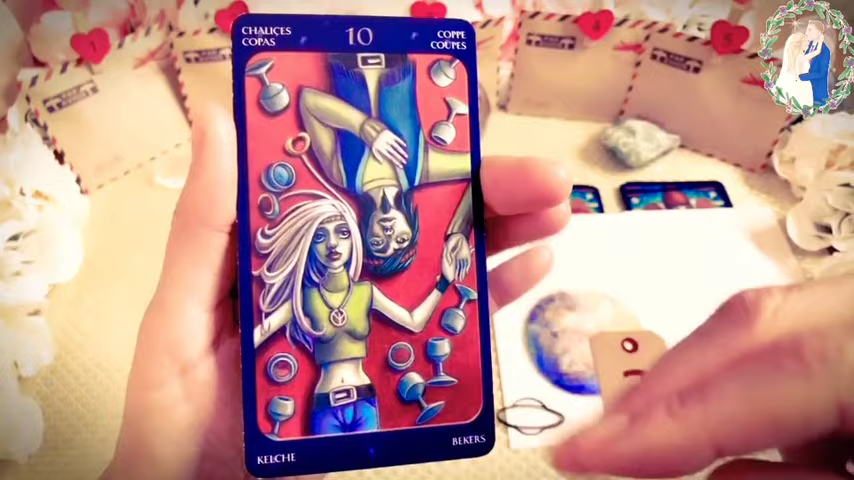 CHALICES
COPAS
10
COPPE
COUPES
KELCHE
BEKERS